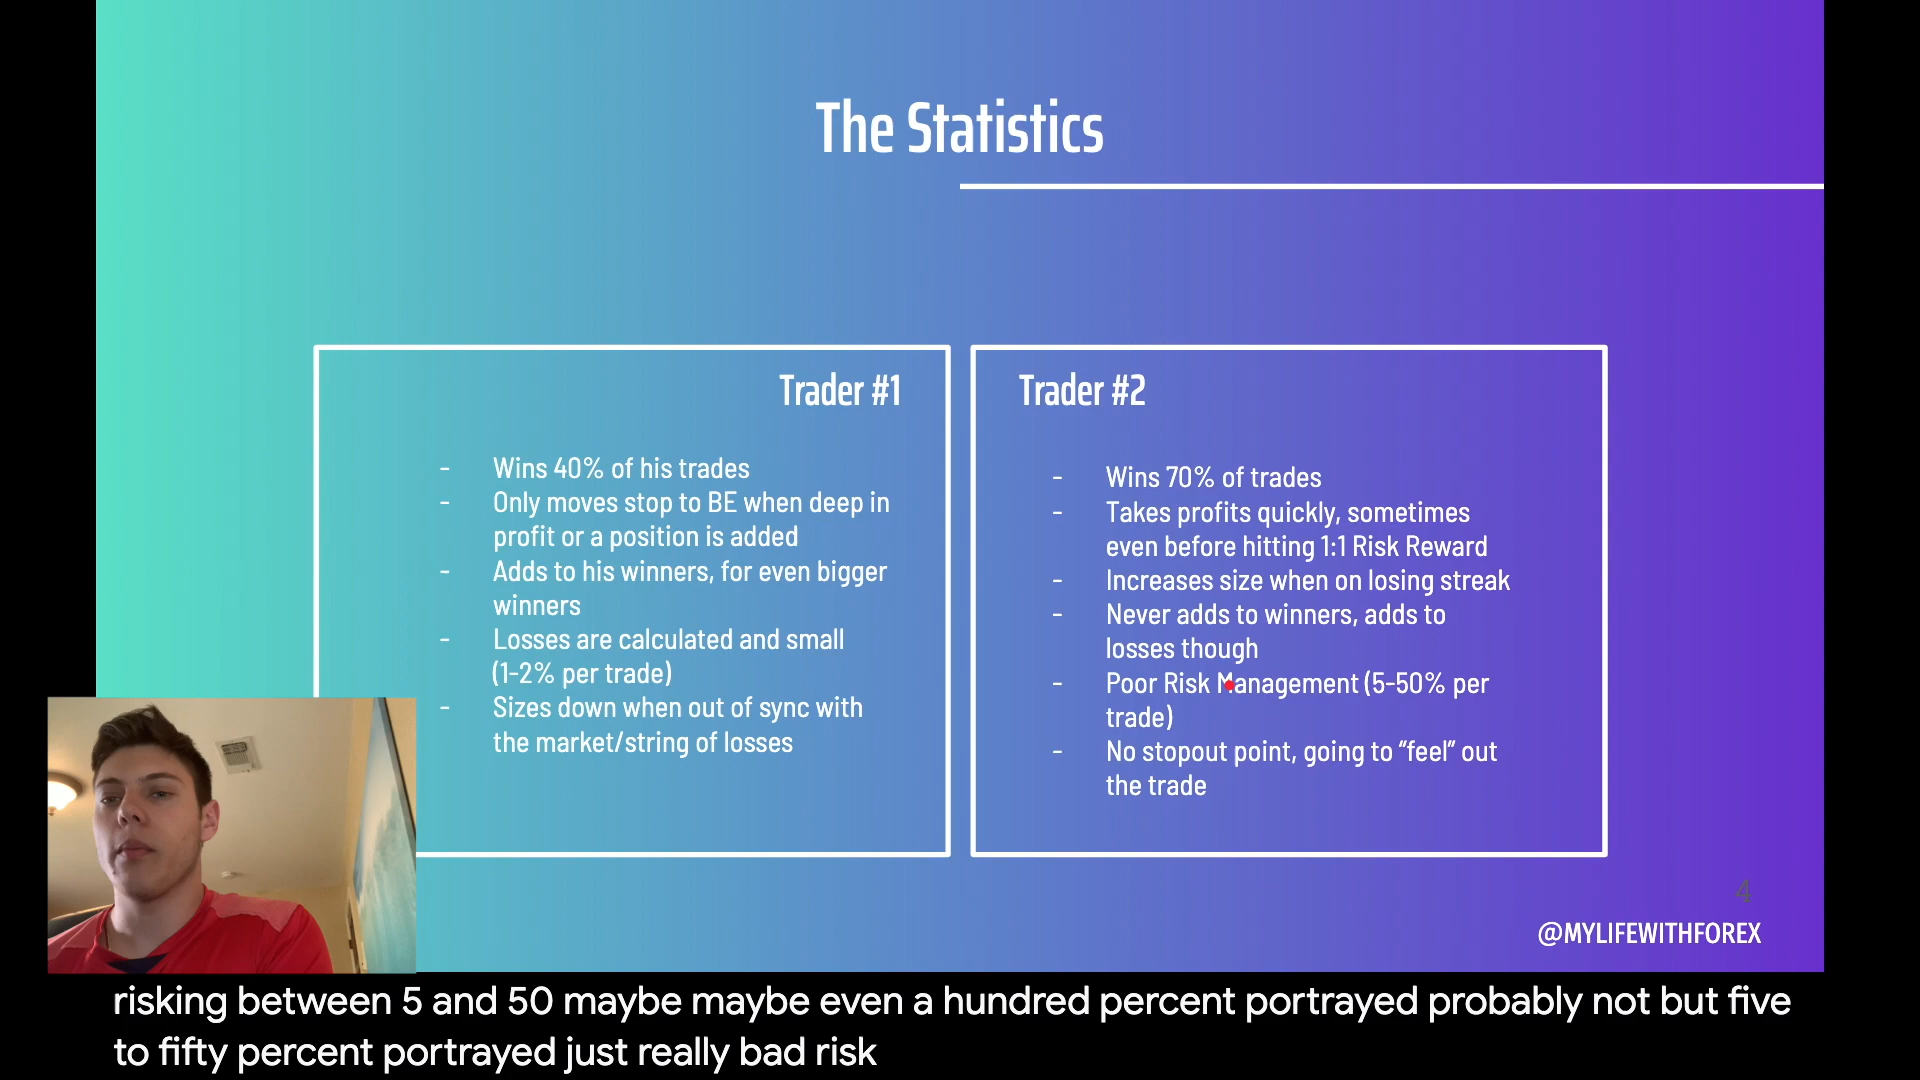 The Statistics
Trader #1
- Wins 40% of his trades
- Only moves stop to BE when deep in
profit or a position is added
- Adds to his winners, for even bigger
winners
- Losses are calculated and small
(1-2% per trade)
- Sizes down when out of sync with
the market/string of losses
Trader #2
- Wins 70% of trades
- Takes profits quickly, sometimes
even before hitting 1:1 Risk Reward
- Increases size when on losing streak
- Never adds to winners, adds to
losses though
- Poor Risk Management (5-50% per
trade)
- No stopout point, going to “feel” out
the trade
4
@MYLIFEWITHFOREX
risking between 5 and 50 maybe maybe even a hundred percent portrayed probably not but five
to fifty percent portrayed just really bad risk